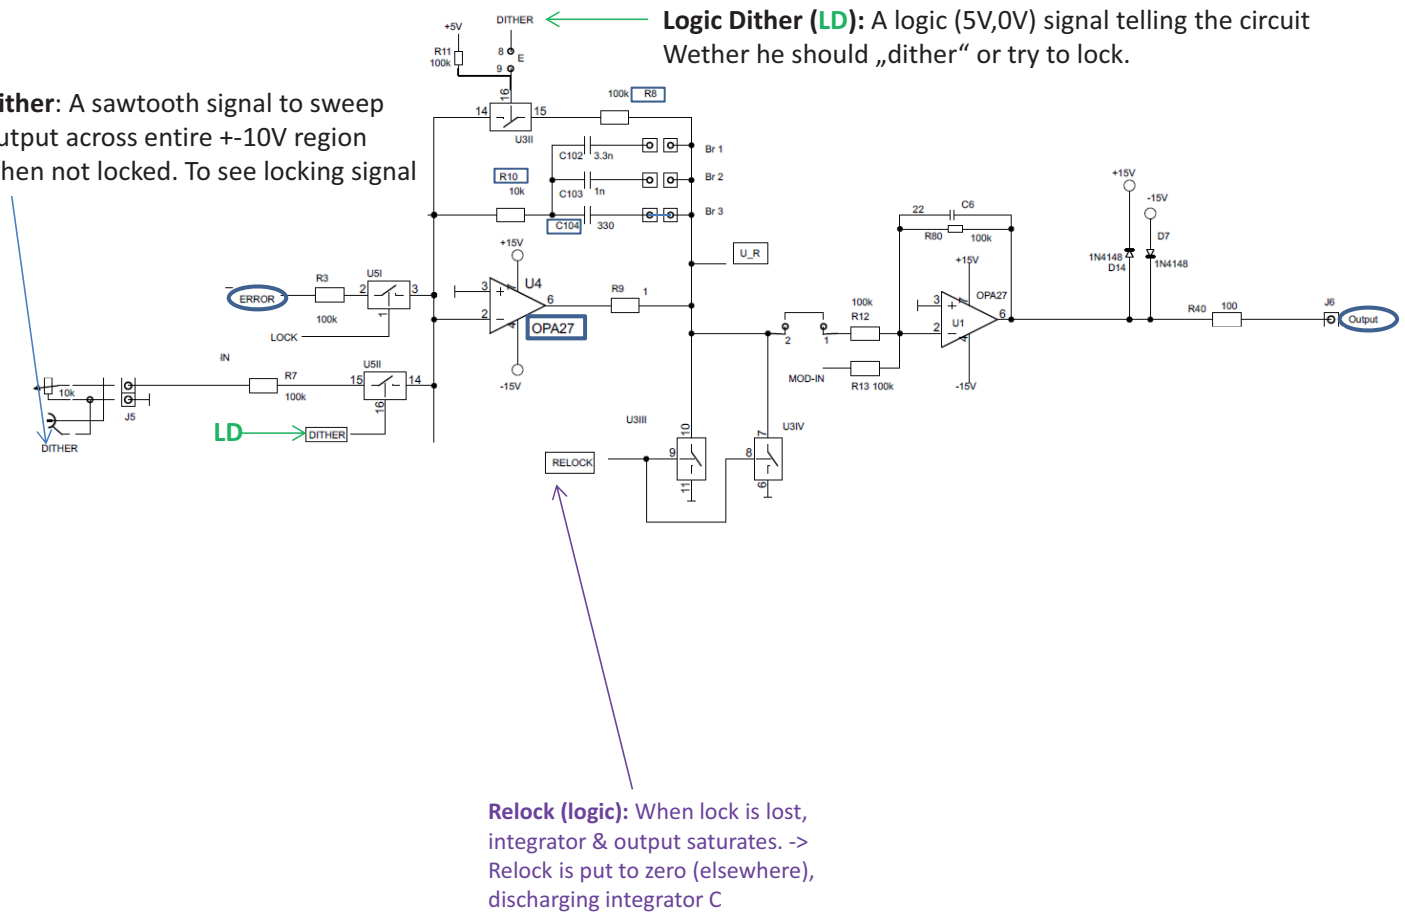 DITHER
Logic Dither (LD): A logic (5V,0V) signal telling the circuit
Wether he should „dither“ or try to lock.
+5V
R11
100k
8
E
9
16
14
15
U3II
100k R8
ither: A sawtooth signal to sweep
utput across entire +-10V region
hen not locked. To see locking signal
C102 3.3n
Br 1
R10
10k
C103 1n
Br 2
C104 330
Br 3
+15V
-15V
22 C6
R80 100k
D7
1N4148
D14
1N4148
U_R
+15V
U4
3
+
7
2
-
4
6
OPA27
-15V
R9 1
ERROR
R3
100k
U5I
2
3
1
LOCK
IN
R7
100k
U5II
15
14
16
10k
J5
DITHER
LD
DITHER
100k
R12
2
1
MOD-IN
R13 100k
+15V
OPA27
3
+
7
2
-
4
6
U1
-15V
R40 100
J6
Output
U3III
10
9
11
U3IV
7
8
6
RELOCK
Relock (logic): When lock is lost,
integrator & output saturates. ->
Relock is put to zero (elsewhere),
discharging integrator C